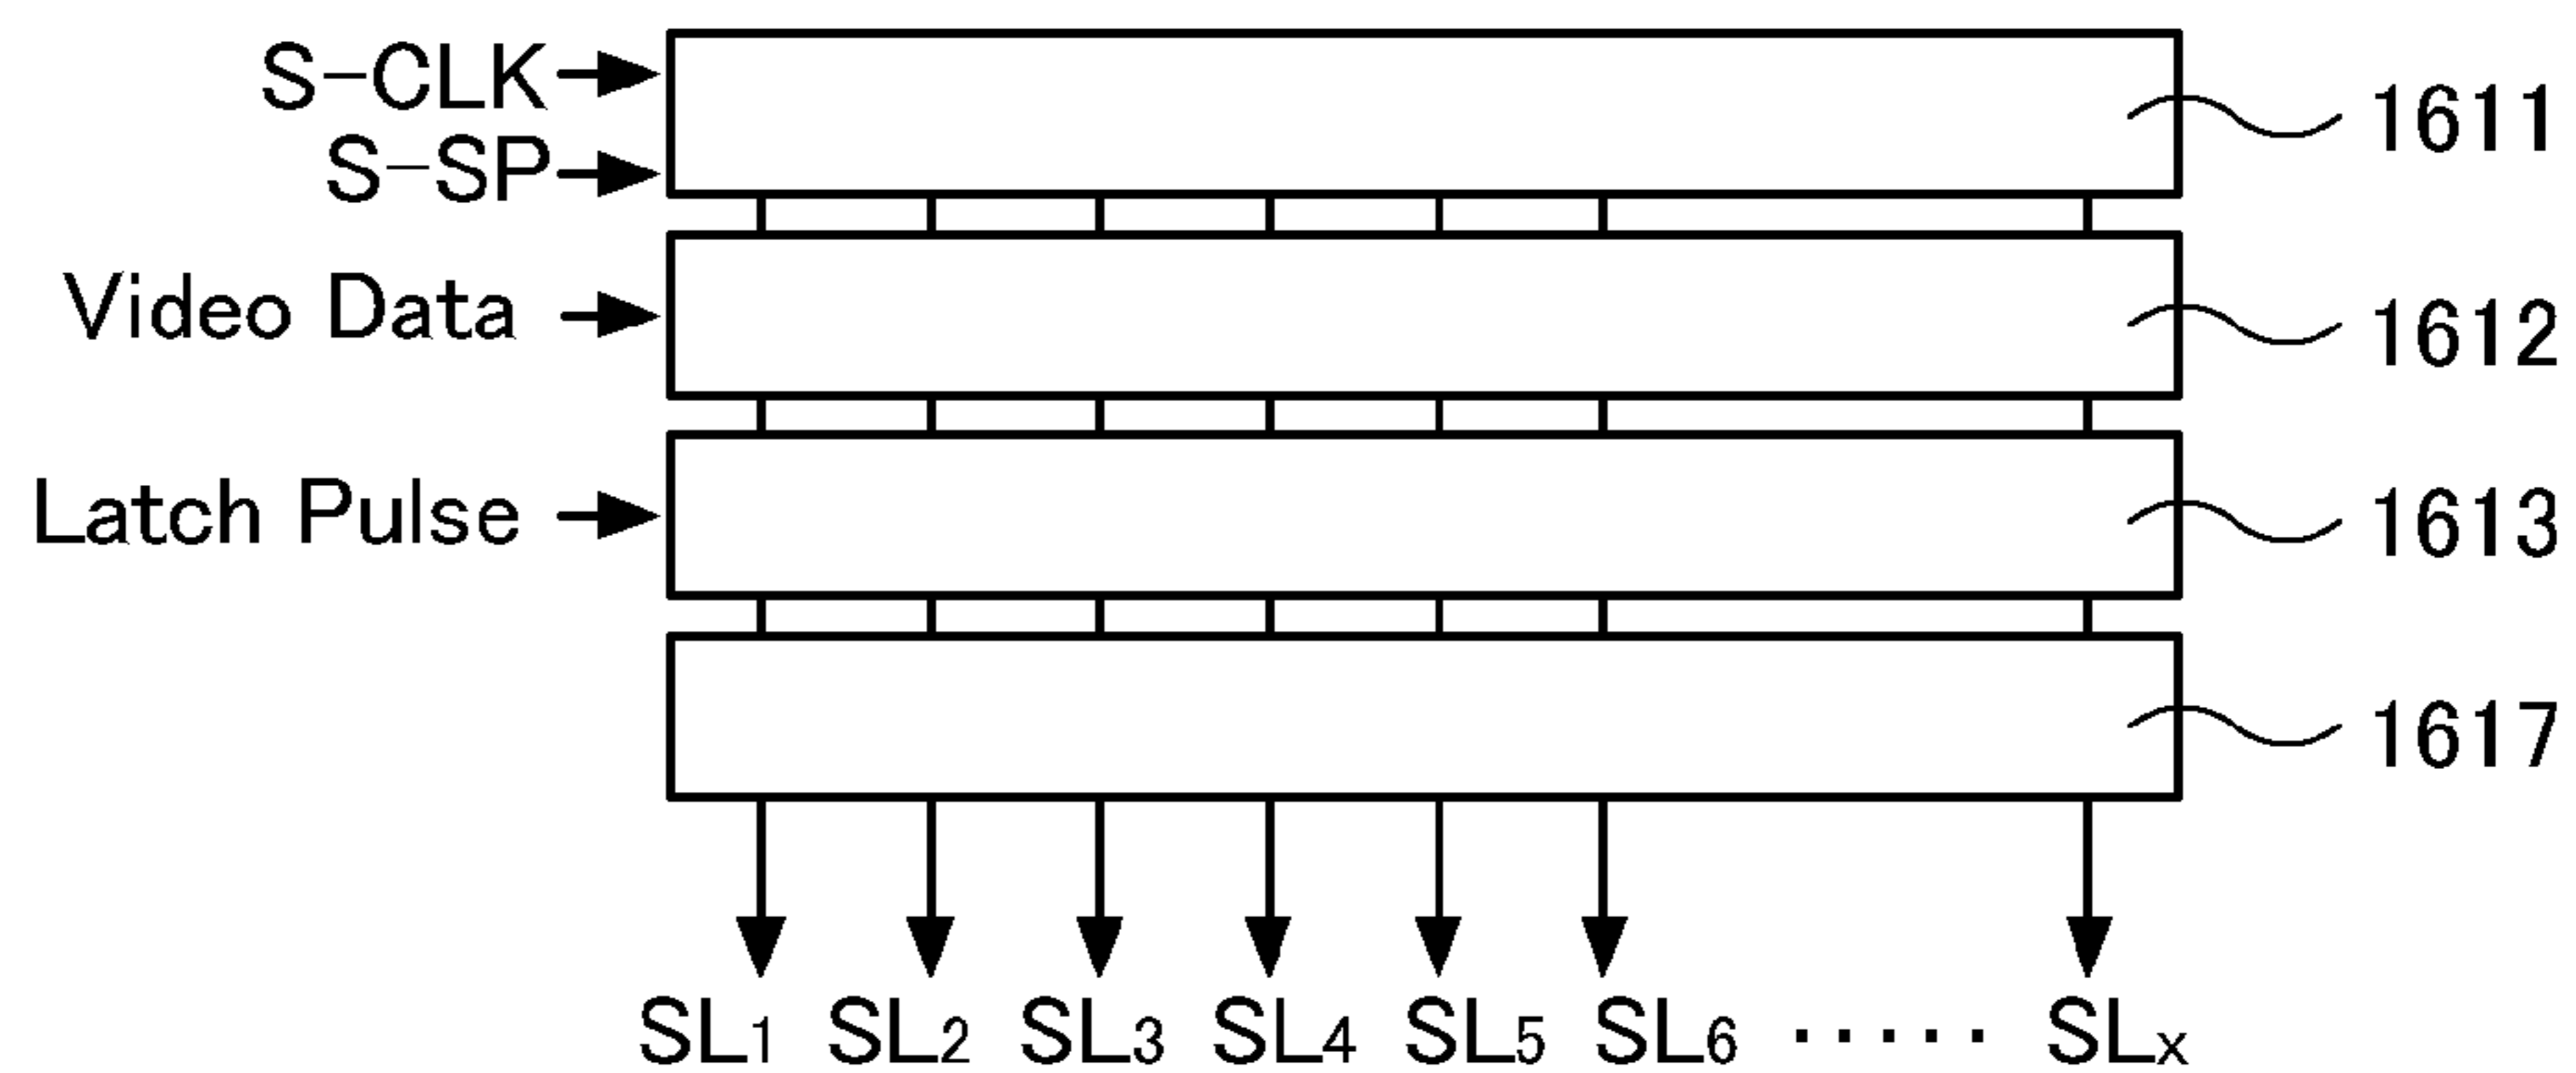 S-CLK
1611
S-SP
Video Data
1612
Latch Pulse
1613
1617
SL1 SL2 SL3 SL4 SL5 SL6 ····· SLx